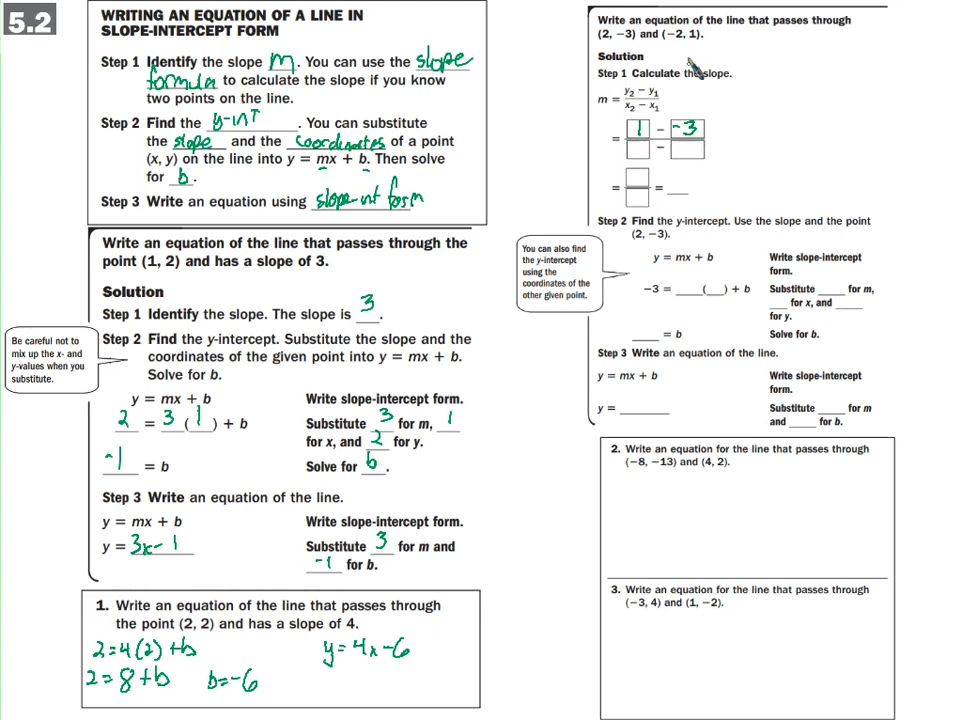 5.2
WRITING AN EQUATION OF A LINE IN
SLOPE-INTERCEPT FORM
Step 1 Identify the slope m. You can use the slope
formula to calculate the slope if you know
two points on the line.
Step 2 Find the y-int. You can substitute
the slope and the coordinates of a point
(x, y) on the line into y = mx + b. Then solve
for b.
Step 3 Write an equation using slope-int form
Write an equation of the line that passes through the
point (1, 2) and has a slope of 3.
Solution
Step 1 Identify the slope. The slope is 3.
Be careful not to
mix up the x- and
y-values when you
substitute.
Step 2 Find the y-intercept. Substitute the slope and the
coordinates of the given point into y = mx + b.
Solve for b.
y = mx + b Write slope-intercept form.
2 = 3 (1) + b Substitute 3 for m, 1
for x, and 2 for y.
-1 = b Solve for b.
Step 3 Write an equation of the line.
y = mx + b Write slope-intercept form.
y = 3x - 1 Substitute 3 for m and
-1 for b.
1. Write an equation of the line that passes through
the point (2, 2) and has a slope of 4.
2=4(2)+b y=4x-6
2=8+b b=-6
Write an equation of the line that passes through
(2, −3) and (−2, 1).
Solution
Step 1 Calculate the slope.
m = y₂ − y₁
x₂ − x₁
= 1 − -3
−
= = ___
Step 2 Find the y-intercept. Use the slope and the point
(2, −3).
You can also find
the y-intercept
using the
coordinates of the
other given point.
y = mx + b Write slope-intercept
form.
−3 = ____ (__) + b Substitute ____ for m,
___ for x, and ____
for y.
____ = b Solve for b.
Step 3 Write an equation of the line.
y = mx + b Write slope-intercept
form.
y = ________ Substitute ____ for m
and ____ for b.
2. Write an equation for the line that passes through
(−8, −13) and (4, 2).
3. Write an equation for the line that passes through
(−3, 4) and (1, −2).